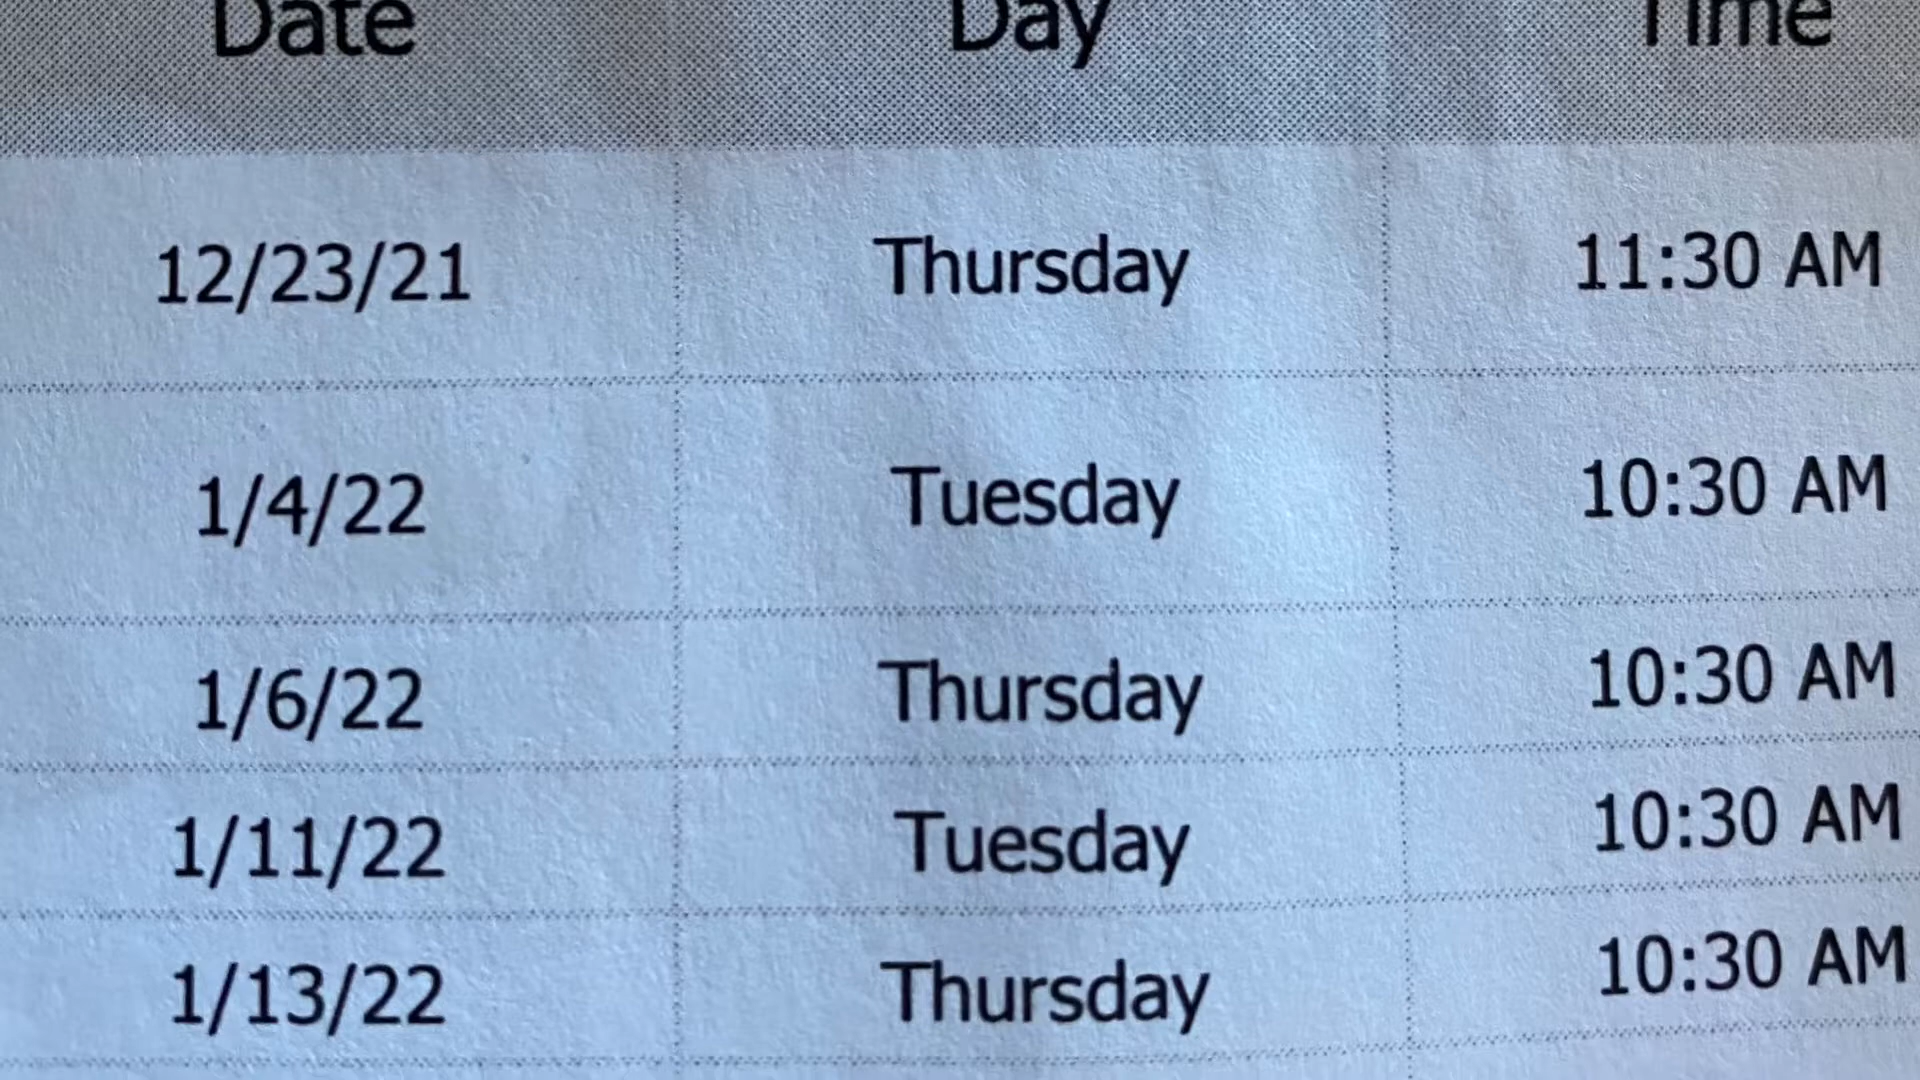 Date Day Time
12/23/21 Thursday 11:30 AM
1/4/22 Tuesday 10:30 AM
1/6/22 Thursday 10:30 AM
1/11/22 Tuesday 10:30 AM
1/13/22 Thursday 10:30 AM